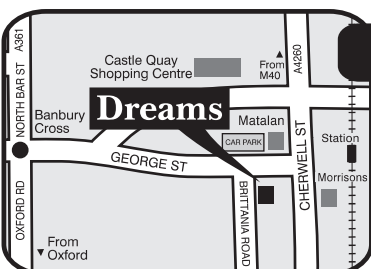 A361
NORTH BAR ST
Castle Quay
Shopping Centre
From
M40
A4260
Dreams
Banbury
Cross
Matalan
CAR PARK
Station
GEORGE ST
CHERWELL ST
Morrisons
BRITTANIA ROAD
OXFORD RD
From
Oxford